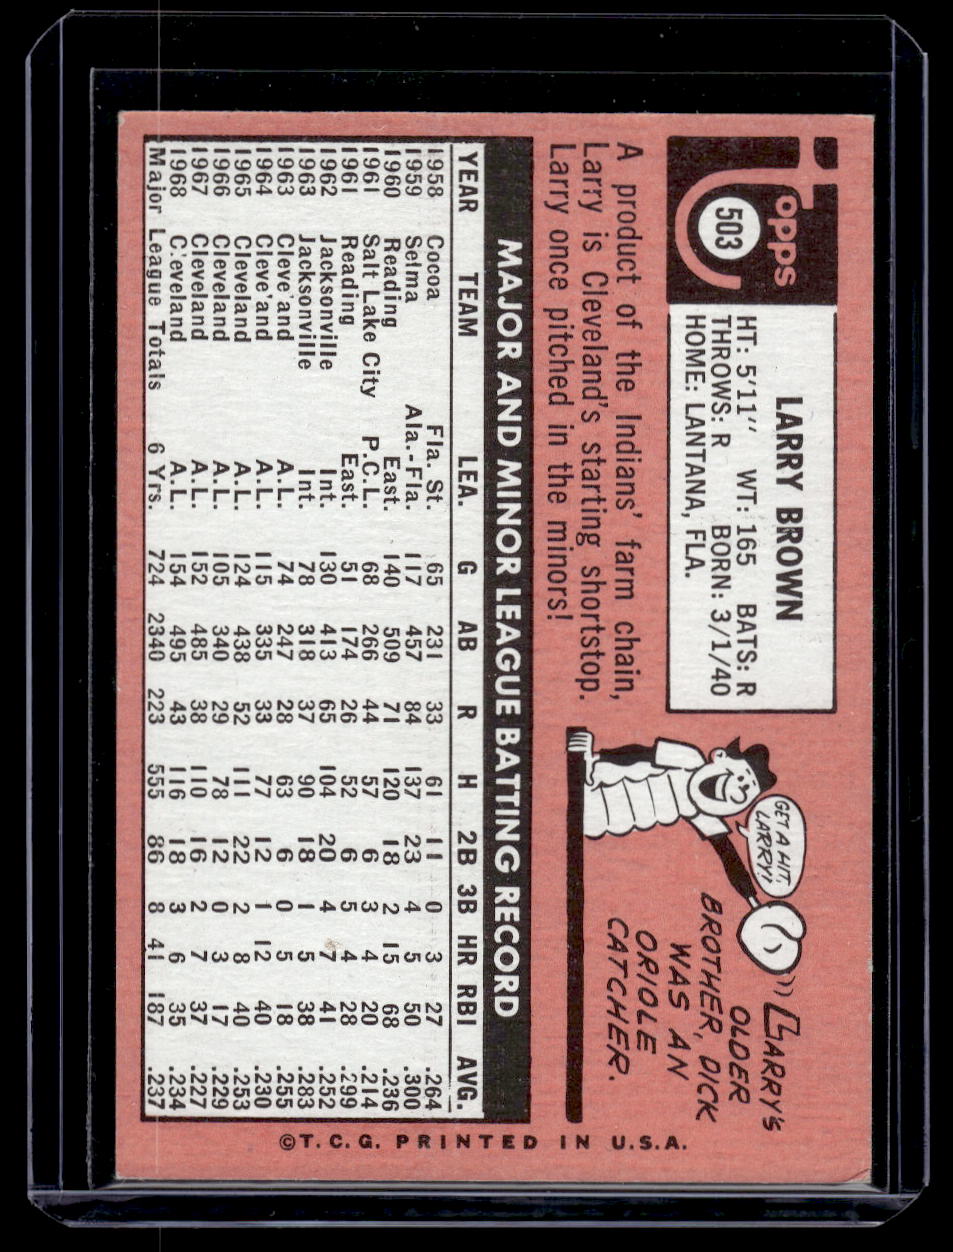 Topps
503
LARRY BROWN
HT: 5'11" WT: 165 BATS: R
THROWS: R BORN: 3/1/40
HOME: LANTANA, FLA.
A product of the Indians' farm chain,
Larry is Cleveland's starting shortstop.
Larry once pitched in the minors!
GET A HIT,
LARRY!
LARRY'S
OLDER
BROTHER, DICK
WAS AN
ORIOLE
CATCHER.
MAJOR AND MINOR LEAGUE BATTING RECORD
YEAR TEAM LEA. G AB R H 2B 3B HR RBI AVG.
1958 Cocoa Fla. St. 65 231 33 61 11 0 3 27 .264
1959 Selma Ala.-Fla. 117 457 84 137 23 4 5 50 .300
1960 Reading East. 140 509 71 120 18 2 15 68 .236
1961 Salt Lake City P.C.L. 68 266 44 57 6 3 4 20 .214
1961 Reading East. 51 174 26 52 6 5 4 28 .299
1962 Jacksonville Int. 130 413 65 104 20 4 7 41 .252
1963 Jacksonville Int. 78 318 37 90 18 1 5 38 .283
1963 Cleveland A.L. 74 247 28 63 6 0 5 18 .255
1964 Cleveland A.L. 115 335 33 77 12 1 12 40 .230
1965 Cleveland A.L. 124 438 52 111 22 2 8 40 .253
1966 Cleveland A.L. 105 340 29 78 12 0 3 17 .229
1967 Cleveland A.L. 152 485 38 110 16 2 7 37 .227
1968 Cleveland A.L. 154 495 43 116 18 3 6 35 .234
Major League Totals 6 Yrs. 724 2340 223 555 86 8 41 187 .237
©T.C.G. PRINTED IN U.S.A.